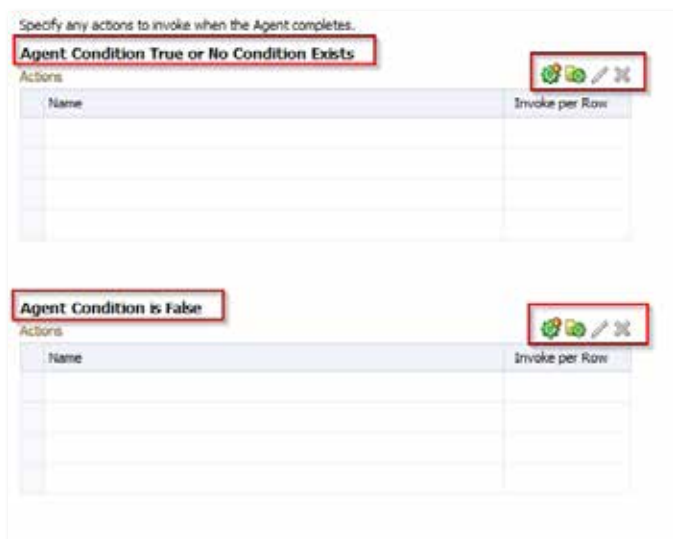 Specify any actions to invoke when the Agent completes.
Agent Condition True or No Condition Exists
Actions
Name Invoke per Row
Agent Condition is False
Actions
Name Invoke per Row